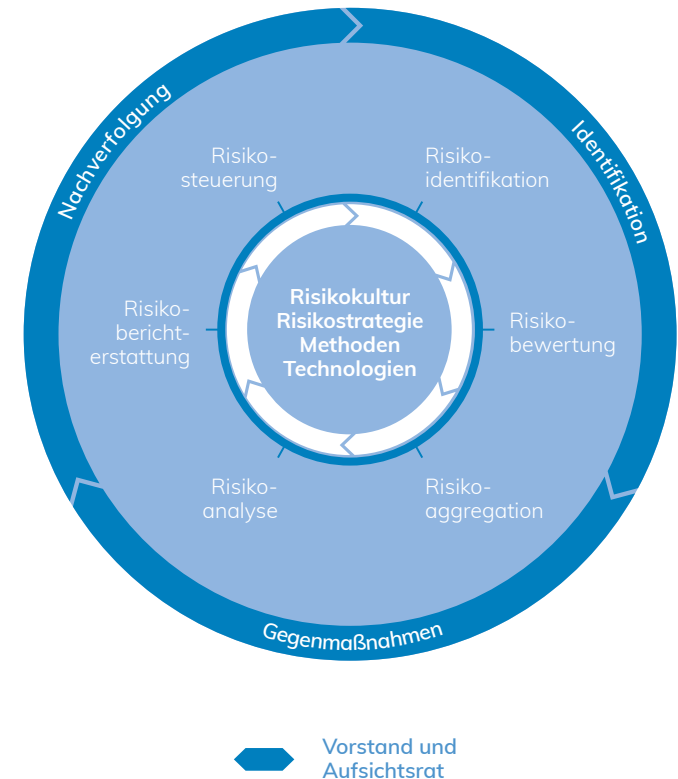 Nachverfolgung
Identifikation
Risiko-
steuerung
Risiko-
identifikation
Risiko-
bericht-
erstattung
Risikokultur
Risikostrategie
Methoden
Technologien
Risiko-
bewertung
Risiko-
analyse
Risiko-
aggregation
Gegenmaßnahmen
Vorstand und
Aufsichtsrat